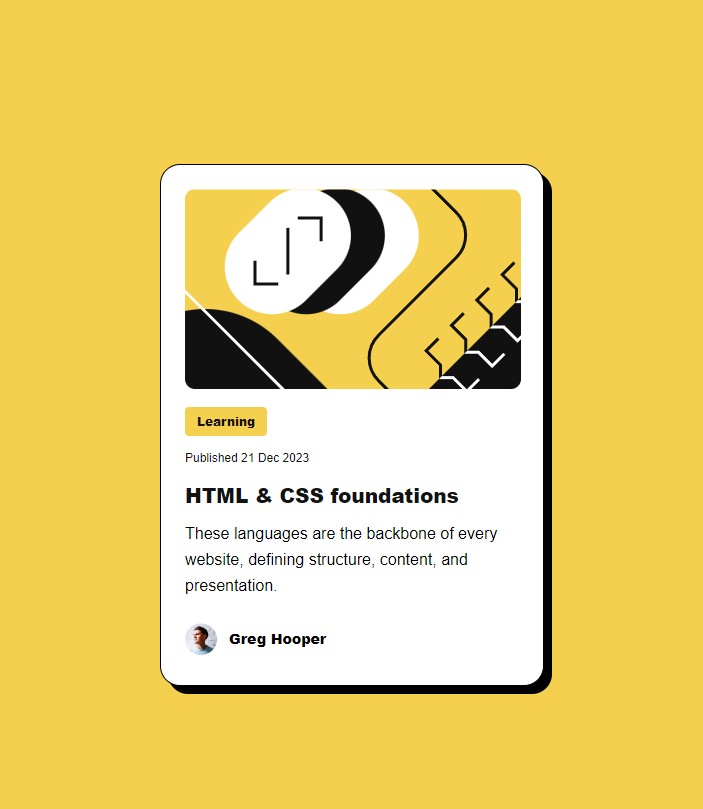 Learning
Published 21 Dec 2023
HTML & CSS foundations
These languages are the backbone of every
website, defining structure, content, and
presentation.
Greg Hooper